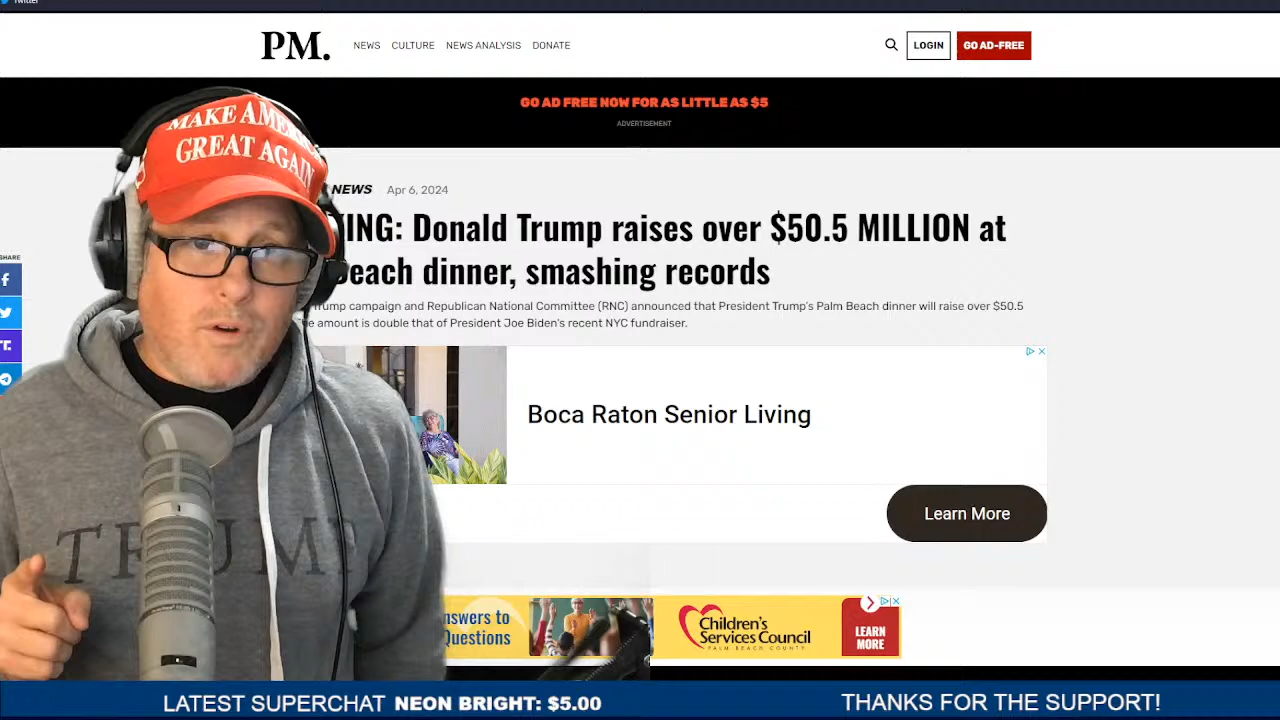 Twitter
PM.
NEWS
CULTURE
NEWS ANALYSIS
DONATE
LOGIN
GO AD-FREE
GO AD FREE NOW FOR AS LITTLE AS $5
ADVERTISEMENT
MAKE
GREAT AGAIN
NEWS
Apr 6, 2024
SHARE
ING: Donald Trump raises over $50.5 MILLION at
Beach dinner, smashing records
Trump campaign and Republican National Committee (RNC) announced that President Trump's Palm Beach dinner will raise over $50.5
amount is double that of President Joe Biden's recent NYC fundraiser.
Boca Raton Senior Living
Learn More
TRUMP
nswers to
Questions
Children's
Services Council
PALM BEACH COUNTY
LEARN
MORE
LATEST SUPERCHAT NEON BRIGHT: $5.00
THANKS FOR THE SUPPORT!